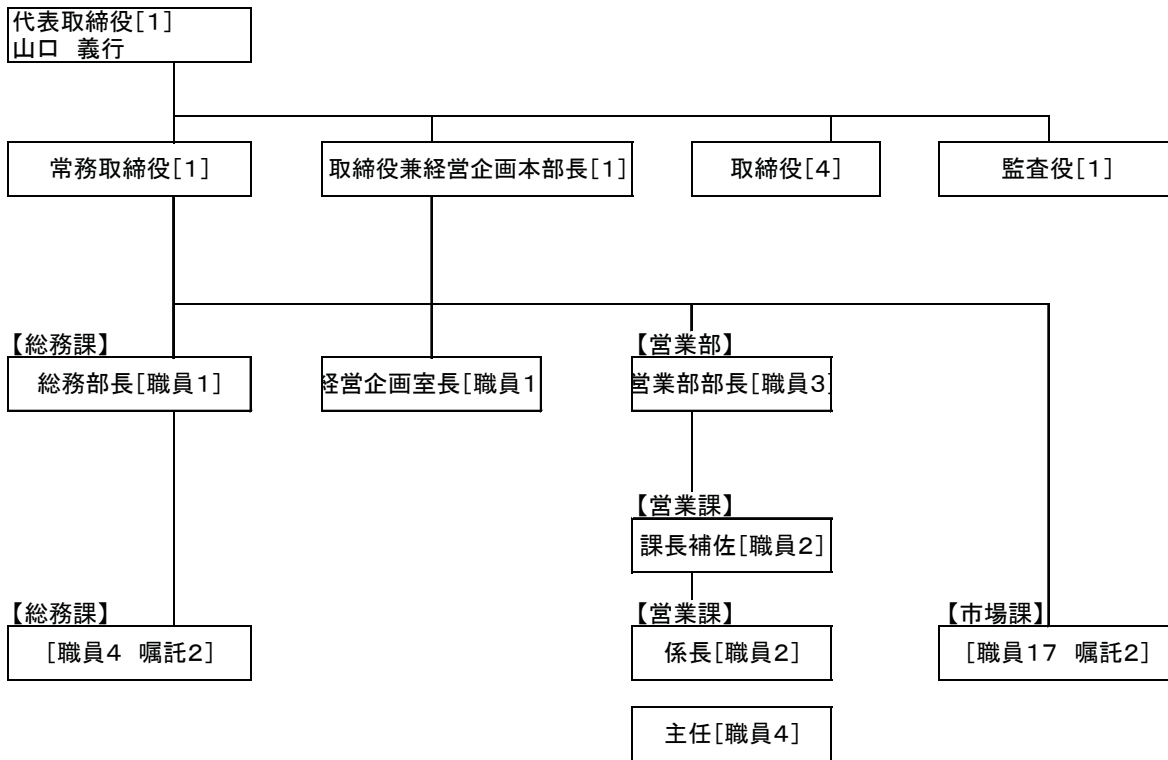 代表取締役[1]
山口　義行
常務取締役[1]
取締役兼経営企画本部長[1]
取締役[4]
監査役[1]
【総務課】
【営業部】
総務部長[職員1]
経営企画室長[職員1
営業部部長[職員3]
【営業課】
課長補佐[職員2]
【総務課】
【営業課】
【市場課】
[職員4　嘱託2]
係長[職員2]
[職員17　嘱託2]
主任[職員4]